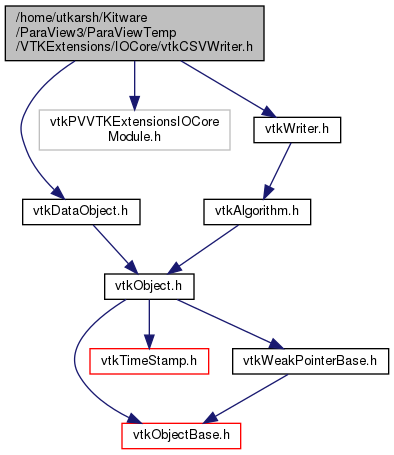 /home/utkarsh/Kitware
/ParaView3/ParaViewTemp
/VTKExtensions/IOCore/vtkCSVWriter.h
vtkPVVTKExtensionsIOCore
Module.h
vtkWriter.h
vtkDataObject.h
vtkAlgorithm.h
vtkObject.h
vtkTimeStamp.h
vtkWeakPointerBase.h
vtkObjectBase.h